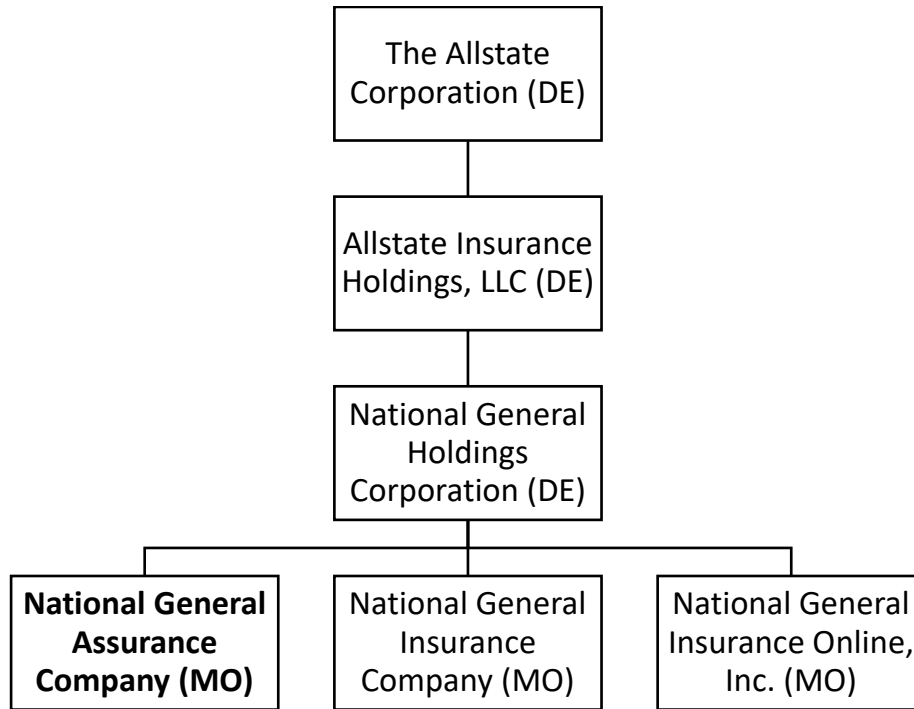 The Allstate
Corporation (DE)
Allstate Insurance
Holdings, LLC (DE)
National General
Holdings
Corporation (DE)
National General
Assurance
Company (MO)
National General
Insurance
Company (MO)
National General
Insurance Online,
Inc. (MO)